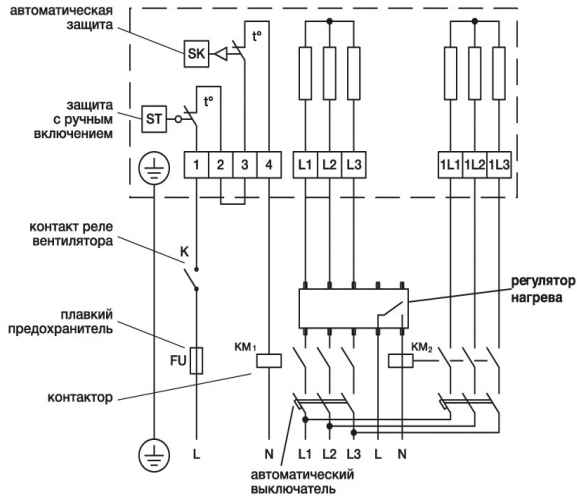 автоматическая
защита
SK
t°
защита
с ручным
включением
ST
t°
1 2 3 4 L1 L2 L3 1L1 1L2 1L3
контакт реле
вентилятора
K
регулятор
нагрева
плавкий
предохранитель
FU
KM1
KM2
контактор
L N L1 L2 L3 L N
автоматический
выключатель